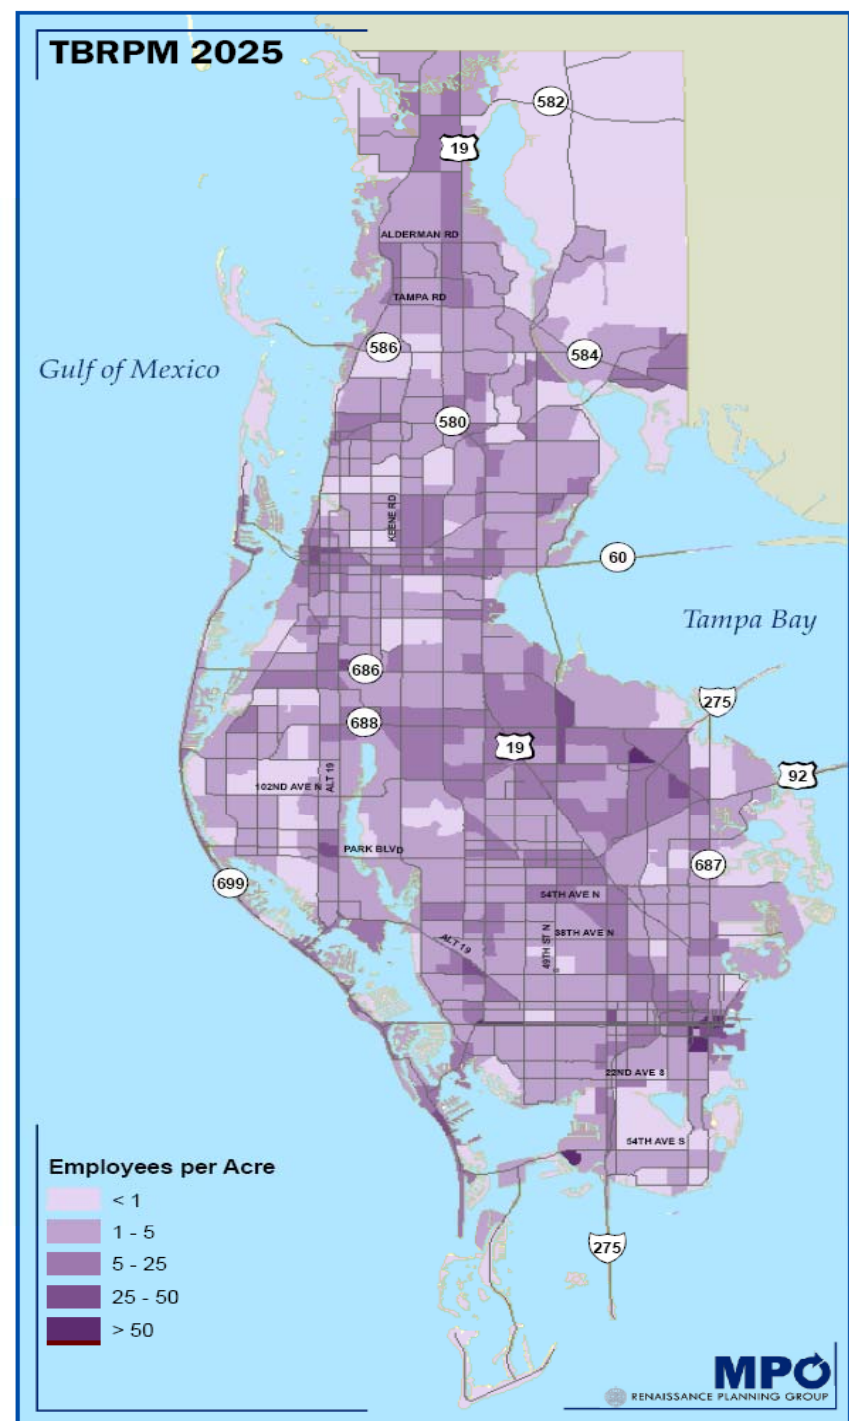 TBRPM 2025
582
19
ALDERMAN RD
TAMPA RD
586
584
Gulf of Mexico
580
KEENE RD
60
Tampa Bay
686
275
688
19
92
ALT 19
102ND AVE N
PARK BLVD
687
699
54TH AVE N
38TH AVE N
49TH ST N
ALT 19
22ND AVE S
54TH AVE S
Employees per Acre
< 1
1 - 5
5 - 25
25 - 50
> 50
275
MPO
RENAISSANCE PLANNING GROUP